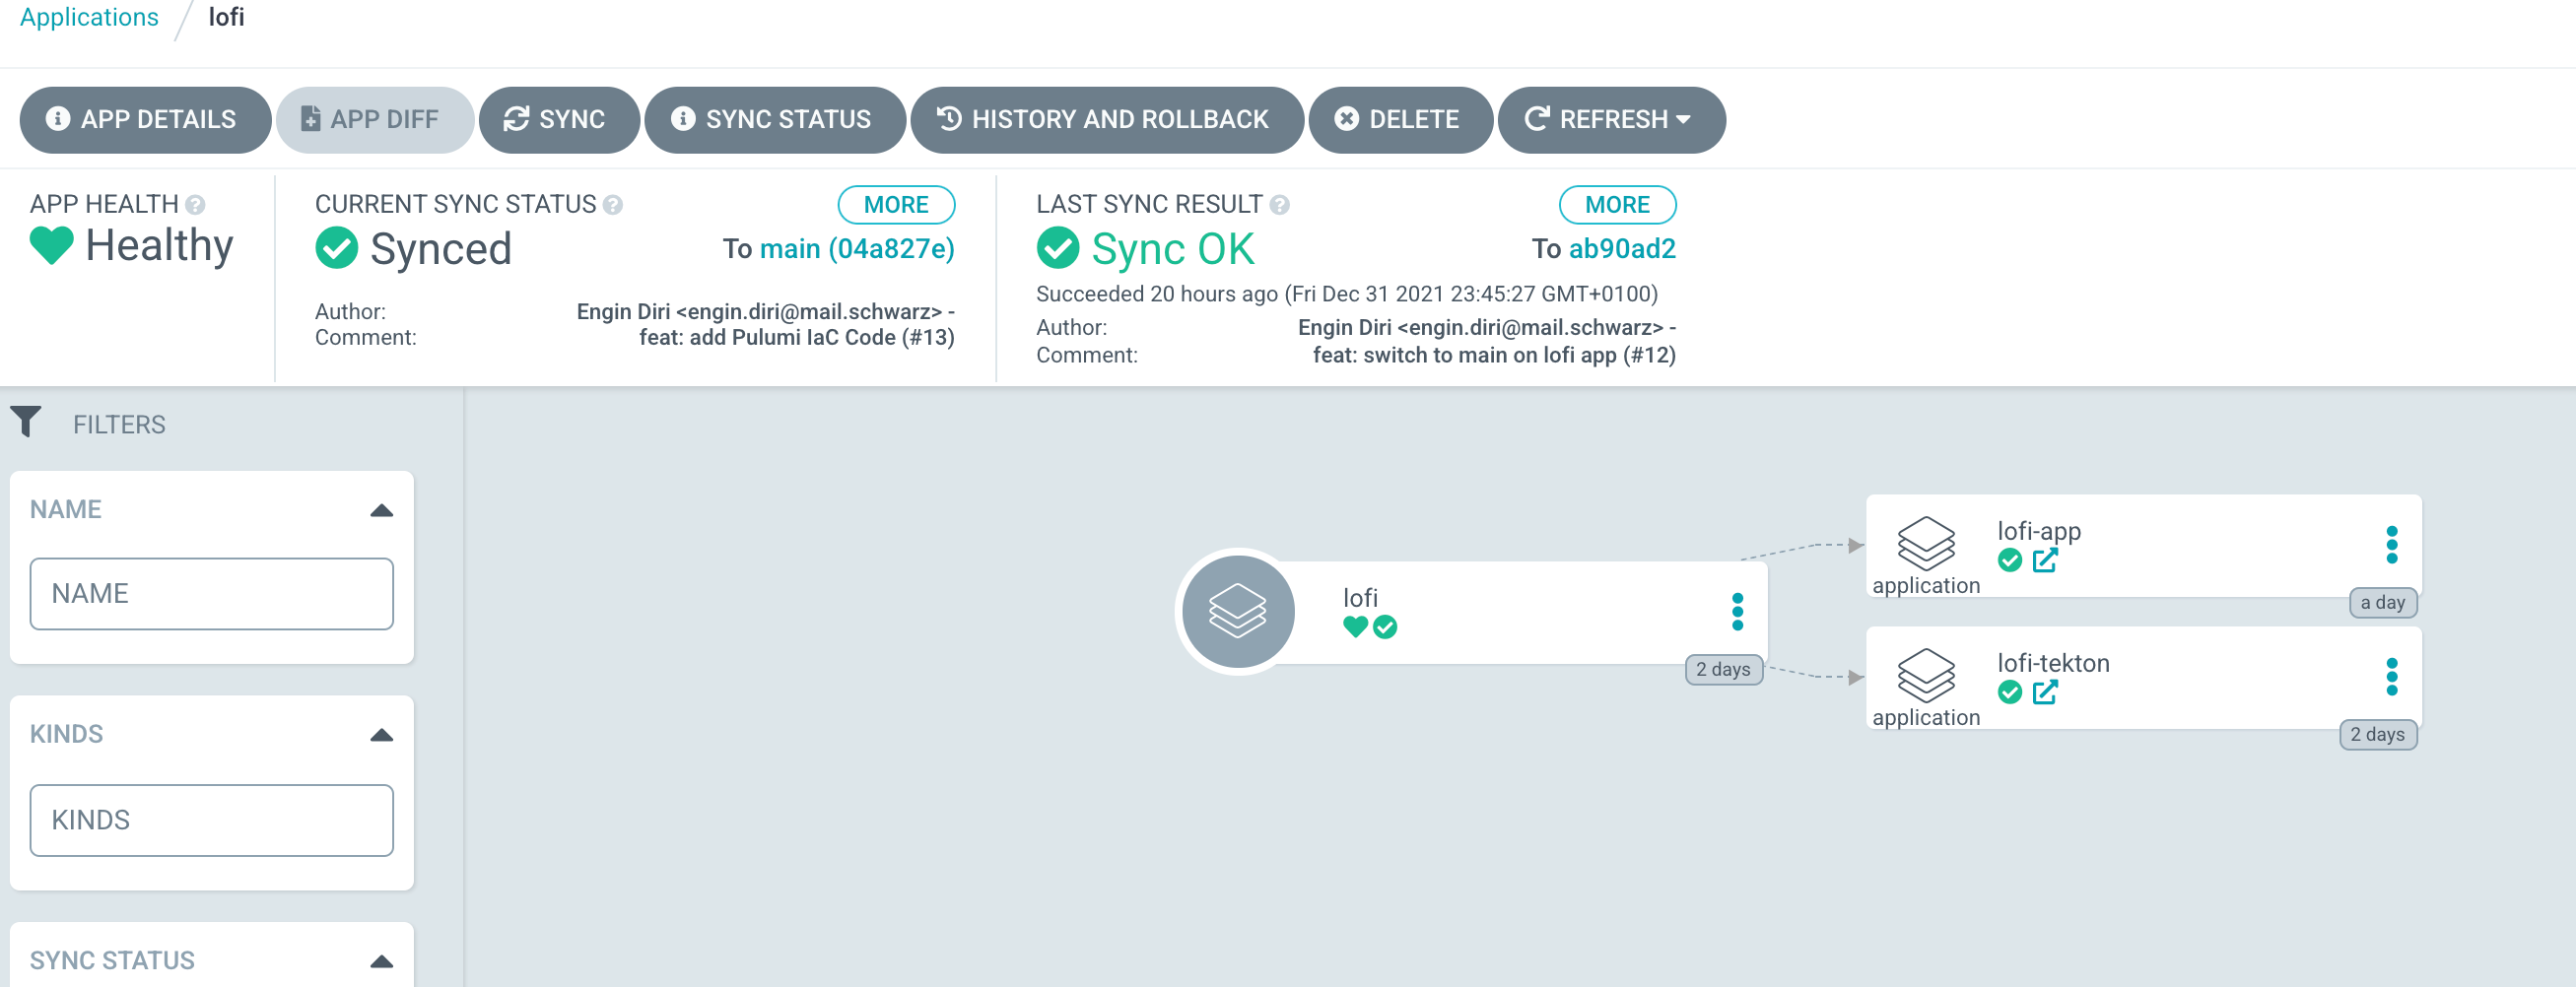 Applications / lofi
APP DETAILS APP DIFF SYNC SYNC STATUS HISTORY AND ROLLBACK DELETE REFRESH
APP HEALTH
Healthy
CURRENT SYNC STATUS MORE
Synced To main (04a827e)
Author: Engin Diri <engin.diri@mail.schwarz> -
Comment: feat: add Pulumi IaC Code (#13)
LAST SYNC RESULT MORE
Sync OK To ab90ad2
Succeeded 20 hours ago (Fri Dec 31 2021 23:45:27 GMT+0100)
Author: Engin Diri <engin.diri@mail.schwarz> -
Comment: feat: switch to main on lofi app (#12)
FILTERS
NAME
NAME
KINDS
KINDS
SYNC STATUS
lofi
2 days
lofi-app
application
a day
lofi-tekton
application
2 days